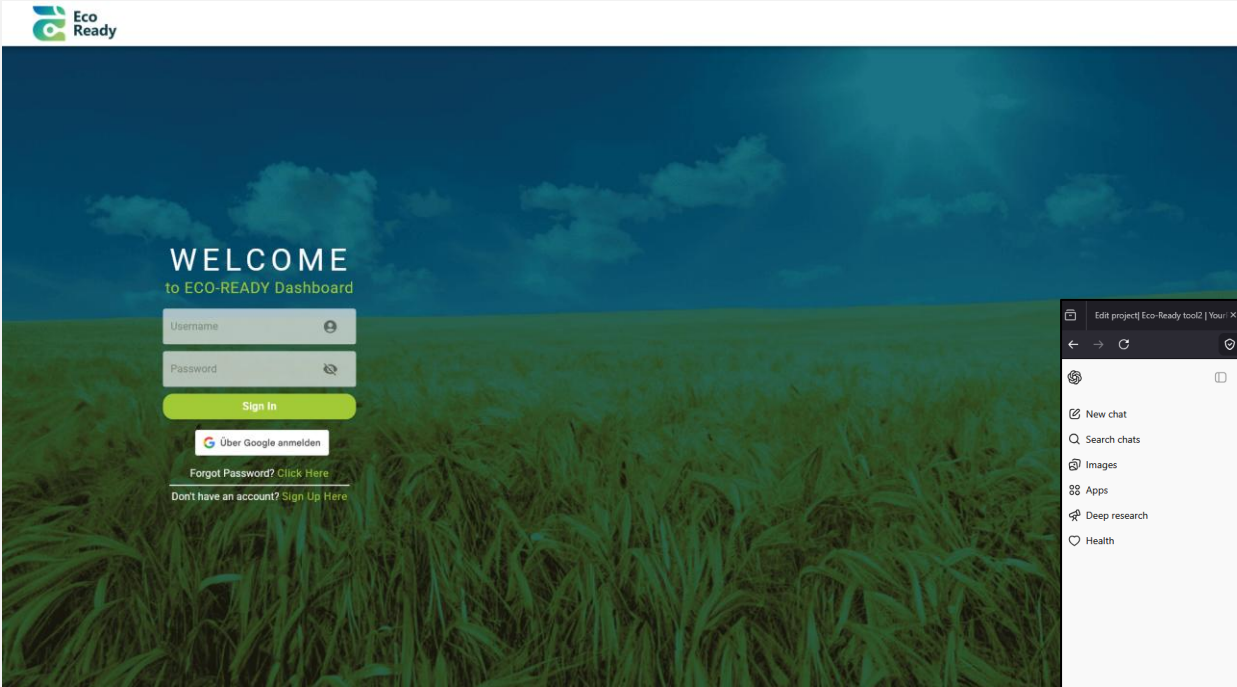 Eco
Ready
WELCOME
to ECO-READY Dashboard
Username
Password
Sign In
Über Google anmelden
Forgot Password? Click Here
Don't have an account? Sign Up Here
Edit project| Eco-Ready tool2 | Your
New chat
Search chats
Images
Apps
Deep research
Health